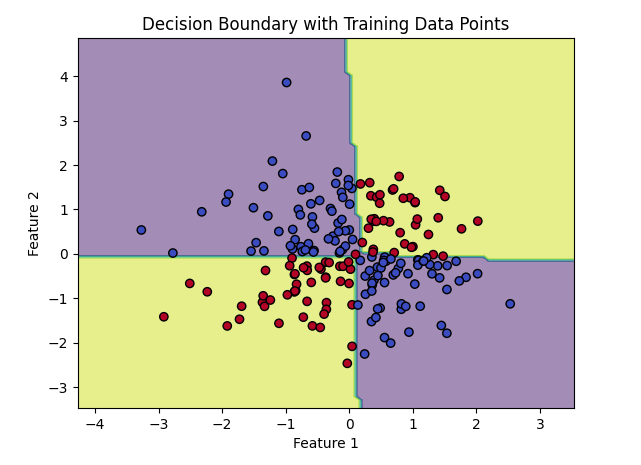 Decision Boundary with Training Data Points
4
3
2
1
0
−1
−2
−3
Feature 2
−4 −3 −2 −1 0 1 2 3
Feature 1